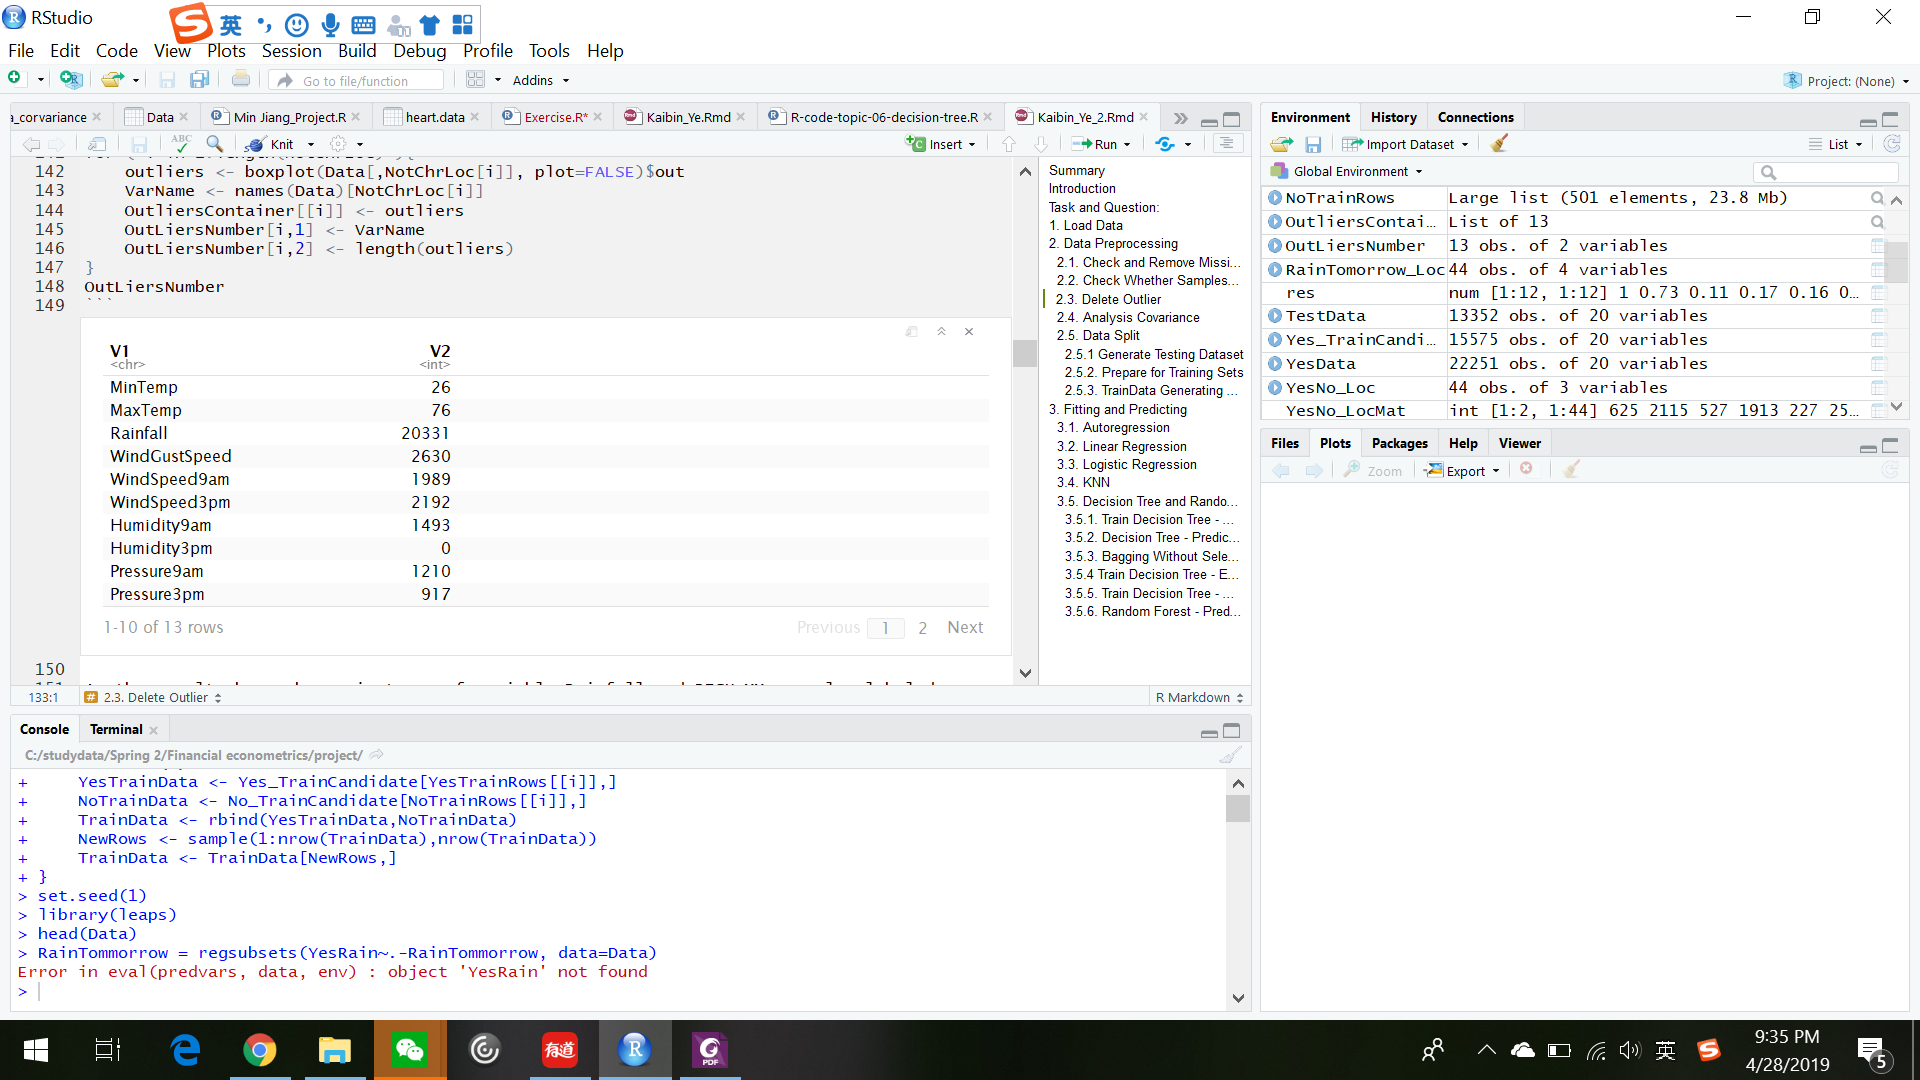 RStudio
英
File Edit Code View Plots Session Build Debug Profile Tools Help
Go to file/function
Addins
Project: (None)
a_corvariance
Data
Min Jiang_Project.R
heart.data
Exercise.R*
Kaibin_Ye.Rmd
R-code-topic-06-decision-tree.R
Kaibin_Ye_2.Rmd
ABC
Knit
Insert
Run
142 outliers <- boxplot(Data[,NotChrLoc[i]], plot=FALSE)$out
143 VarName <- names(Data)[NotChrLoc[i]]
144 OutliersContainer[[i]] <- outliers
145 OutLiersNumber[i,1] <- VarName
146 OutLiersNumber[i,2] <- length(outliers)
147 }
148 OutLiersNumber
149 ```
V1 V2
<chr> <int>
MinTemp 26
MaxTemp 76
Rainfall 20331
WindGustSpeed 2630
WindSpeed9am 1989
WindSpeed3pm 2192
Humidity9am 1493
Humidity3pm 0
Pressure9am 1210
Pressure3pm 917
1-10 of 13 rows Previous 1 2 Next
150
133:1 # 2.3. Delete Outlier R Markdown
Summary
Introduction
Task and Question:
1. Load Data
2. Data Preprocessing
2.1. Check and Remove Missi...
2.2. Check Whether Samples...
2.3. Delete Outlier
2.4. Analysis Covariance
2.5. Data Split
2.5.1 Generate Testing Dataset
2.5.2. Prepare for Training Sets
2.5.3. TrainData Generating ...
3. Fitting and Predicting
3.1. Autoregression
3.2. Linear Regression
3.3. Logistic Regression
3.4. KNN
3.5. Decision Tree and Rando...
3.5.1. Train Decision Tree - ...
3.5.2. Decision Tree - Predic...
3.5.3. Bagging Without Sele...
3.5.4 Train Decision Tree - E...
3.5.5. Train Decision Tree - ...
3.5.6. Random Forest - Pred...
Console Terminal
C:/studydata/Spring 2/Financial econometrics/project/
+ YesTrainData <- Yes_TrainCandidate[YesTrainRows[[i]],]
+ NoTrainData <- No_TrainCandidate[NoTrainRows[[i]],]
+ TrainData <- rbind(YesTrainData,NoTrainData)
+ NewRows <- sample(1:nrow(TrainData),nrow(TrainData))
+ TrainData <- TrainData[NewRows,]
+ }
> set.seed(1)
> library(leaps)
> head(Data)
> RainTommorrow = regsubsets(YesRain~.-RainTommorrow, data=Data)
Error in eval(predvars, data, env) : object 'YesRain' not found
>
Environment History Connections
Import Dataset List
Global Environment
NoTrainRows Large list (501 elements, 23.8 Mb)
OutliersContai... List of 13
OutLiersNumber 13 obs. of 2 variables
RainTomorrow_Loc 44 obs. of 4 variables
res num [1:12, 1:12] 1 0.73 0.11 0.17 0.16 0...
TestData 13352 obs. of 20 variables
Yes_TrainCandi... 15575 obs. of 20 variables
YesData 22251 obs. of 20 variables
YesNo_Loc 44 obs. of 3 variables
YesNo_LocMat int [1:2, 1:44] 625 2115 527 1913 227 25...
Files Plots Packages Help Viewer
Zoom Export
有道
R
PDF
英
9:35 PM
4/28/2019
5